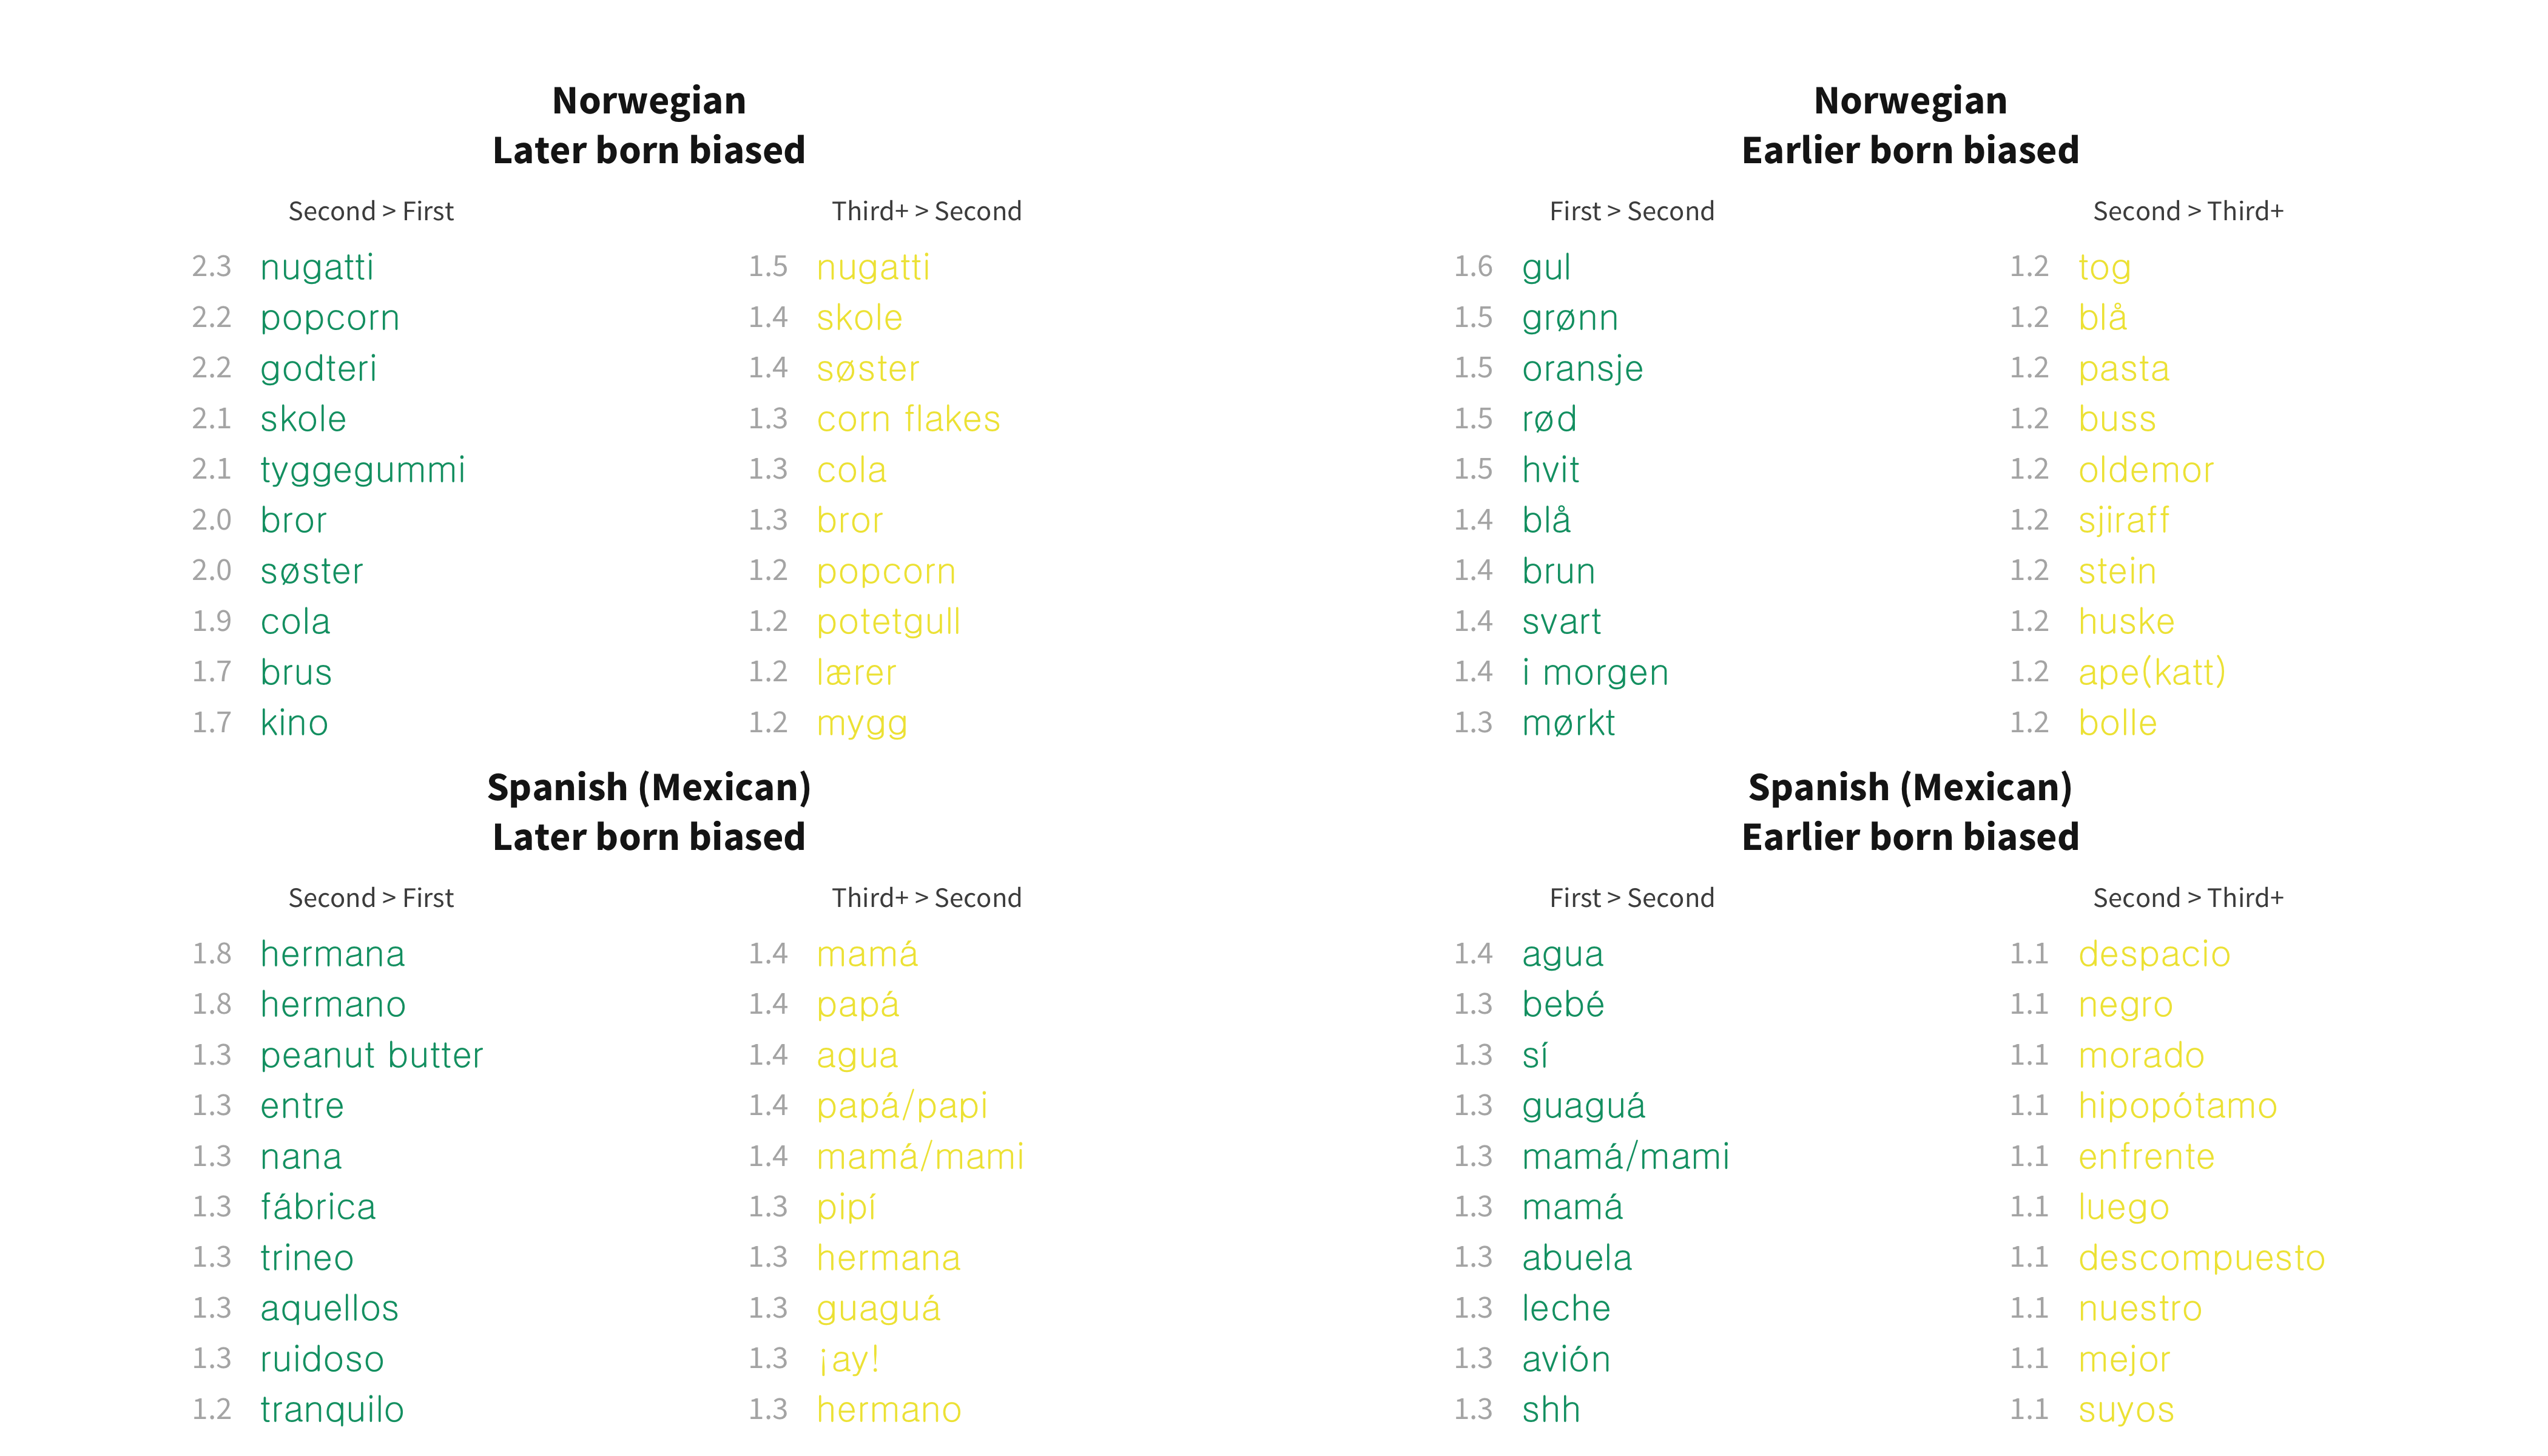 Norwegian
Later born biased
Second > First
2.3 nugatti
2.2 popcorn
2.2 godteri
2.1 skole
2.1 tyggegummi
2.0 bror
2.0 søster
1.9 cola
1.7 brus
1.7 kino
Third+ > Second
1.5 nugatti
1.4 skole
1.4 søster
1.3 corn flakes
1.3 cola
1.3 bror
1.2 popcorn
1.2 potetgull
1.2 lærer
1.2 mygg
Norwegian
Earlier born biased
First > Second
1.6 gul
1.5 grønn
1.5 oransje
1.5 rød
1.5 hvit
1.4 blå
1.4 brun
1.4 svart
1.4 i morgen
1.3 mørkt
Second > Third+
1.2 tog
1.2 blå
1.2 pasta
1.2 buss
1.2 oldemor
1.2 sjiraff
1.2 stein
1.2 huske
1.2 ape(katt)
1.2 bolle
Spanish (Mexican)
Later born biased
Second > First
1.8 hermana
1.8 hermano
1.3 peanut butter
1.3 entre
1.3 nana
1.3 fábrica
1.3 trineo
1.3 aquellos
1.3 ruidoso
1.2 tranquilo
Third+ > Second
1.4 mamá
1.4 papá
1.4 agua
1.4 papá/papi
1.4 mamá/mami
1.3 pipí
1.3 hermana
1.3 guaguá
1.3 ¡ay!
1.3 hermano
Spanish (Mexican)
Earlier born biased
First > Second
1.4 agua
1.3 bebé
1.3 sí
1.3 guaguá
1.3 mamá/mami
1.3 mamá
1.3 abuela
1.3 leche
1.3 avión
1.3 shh
Second > Third+
1.1 despacio
1.1 negro
1.1 morado
1.1 hipopótamo
1.1 enfrente
1.1 luego
1.1 descompuesto
1.1 nuestro
1.1 mejor
1.1 suyos